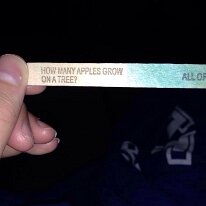 HOW MANY APPLES GROW
ON A TREE?
ALL OF